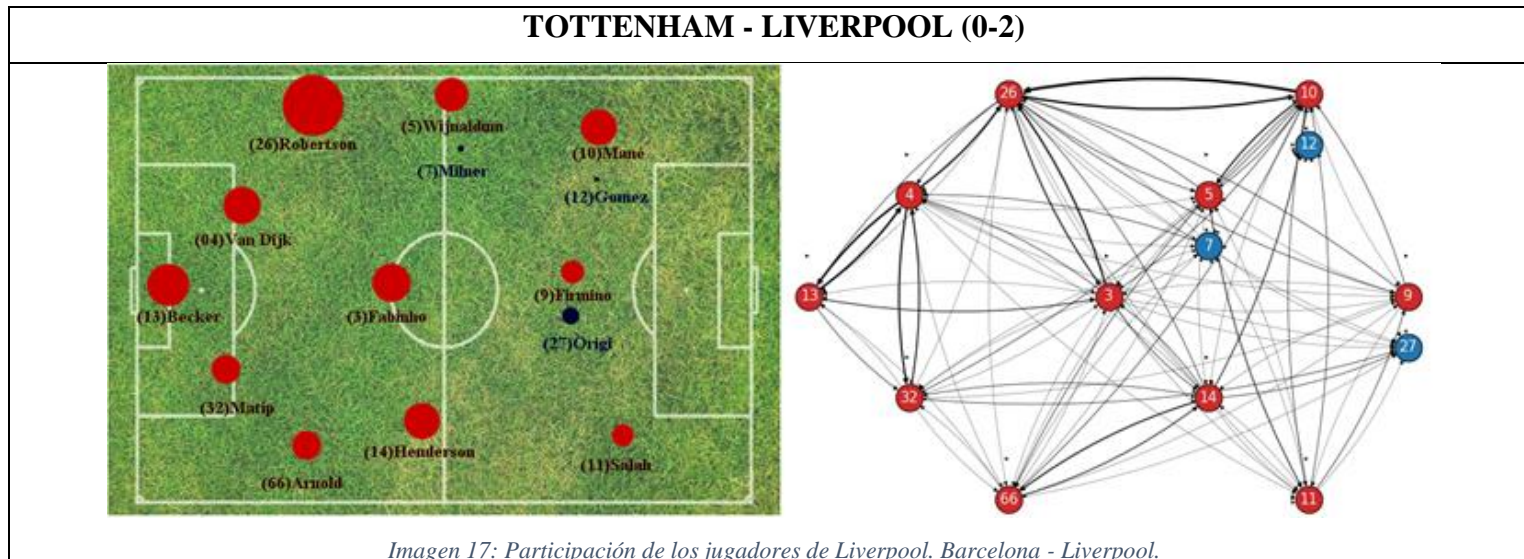 TOTTENHAM - LIVERPOOL (0-2)
(26)Robertson
(5)Wijnaldum
(7)Milner
(10)Mané
(12)Gomez
(04)Van Dijk
(9)Firmino
(13)Becker
(3)Fabinho
(27)Origi
(32)Matip
(14)Henderson
(11)Salah
(66)Arnold
26
10
12
4
5
7
13
3
9
27
32
14
66
11
Imagen 17: Participación de los jugadores de Liverpool. Barcelona - Liverpool.